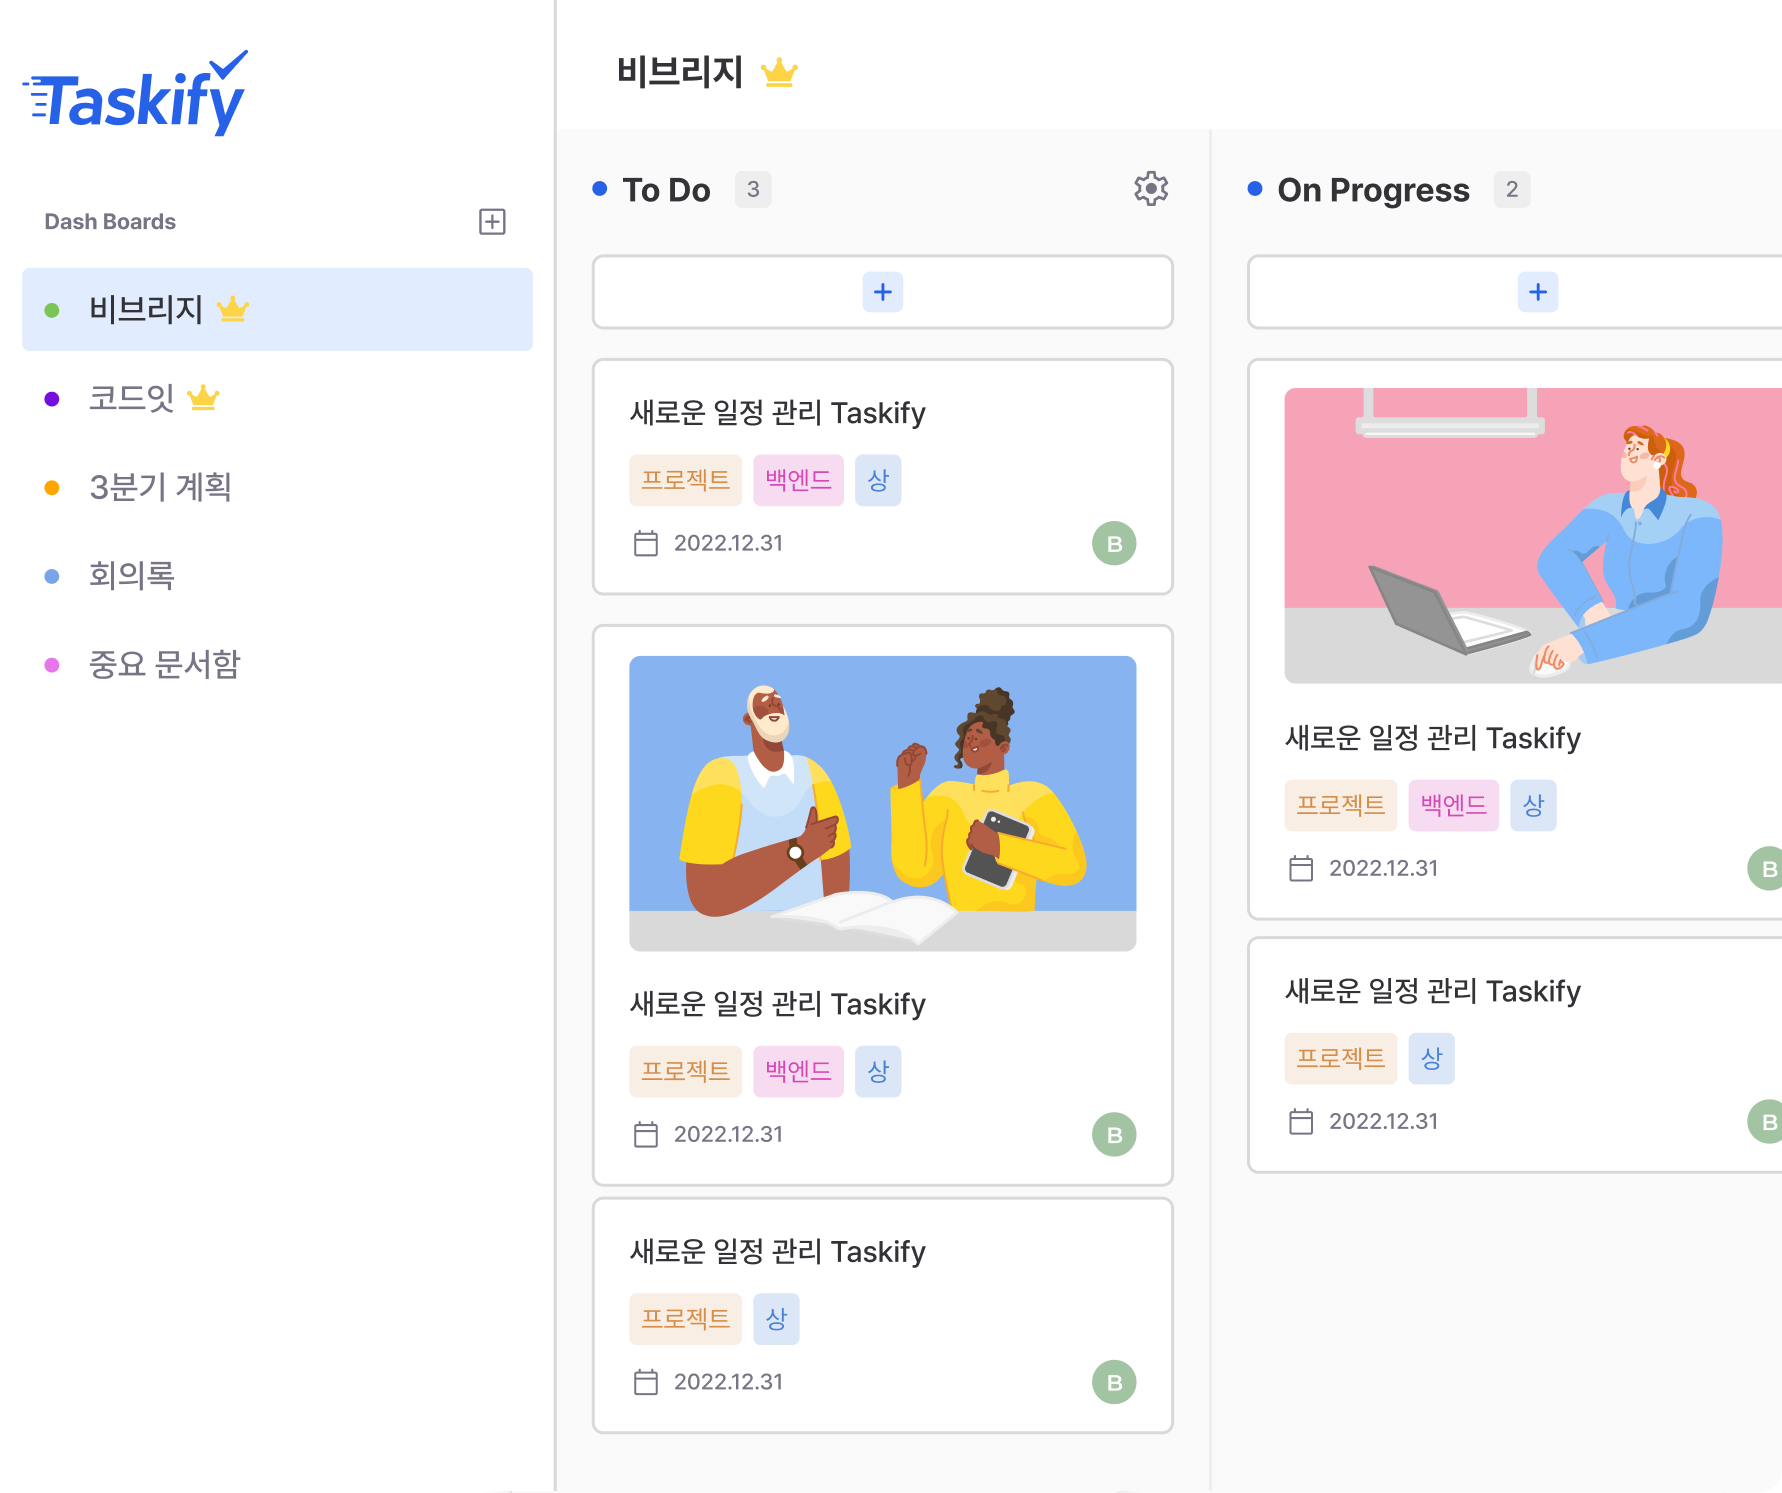 Taskify
Dash Boards
비브리지
코드잇
3분기 계획
회의록
중요 문서함
비브리지
To Do 3
새로운 일정 관리 Taskify
프로젝트 백엔드 상
2022.12.31 B
새로운 일정 관리 Taskify
프로젝트 백엔드 상
2022.12.31 B
새로운 일정 관리 Taskify
프로젝트 상
2022.12.31 B
On Progress 2
새로운 일정 관리 Taskify
프로젝트 백엔드 상
2022.12.31 B
새로운 일정 관리 Taskify
프로젝트 상
2022.12.31 B